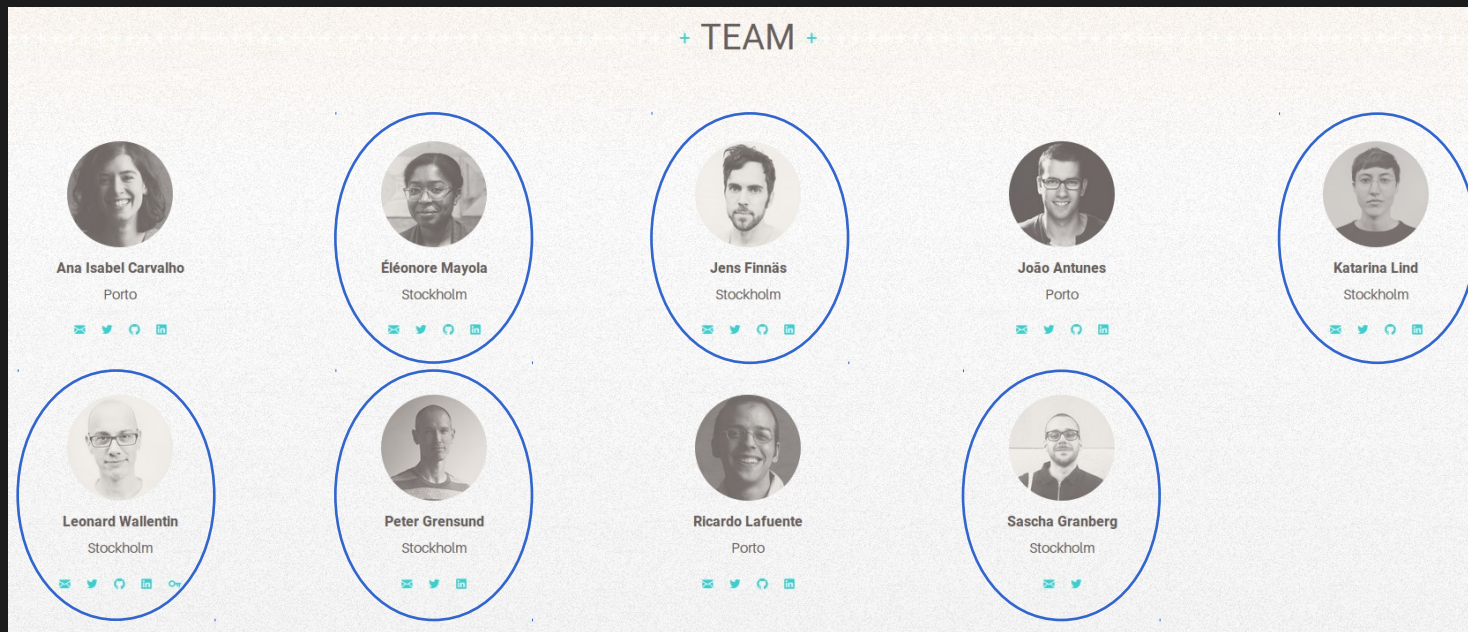 + TEAM +
Ana Isabel Carvalho
Porto
Éléonore Mayola
Stockholm
Jens Finnäs
Stockholm
João Antunes
Porto
Katarina Lind
Stockholm
Leonard Wallentin
Stockholm
Peter Grensund
Stockholm
Ricardo Lafuente
Porto
Sascha Granberg
Stockholm